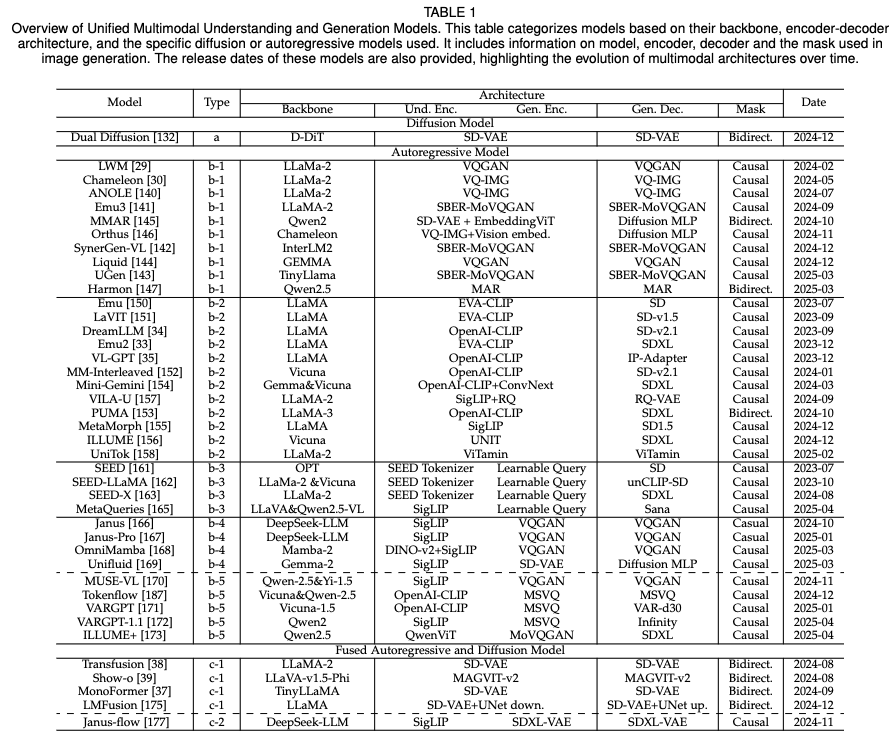 TABLE 1
Overview of Unified Multimodal Understanding and Generation Models. This table categorizes models based on their backbone, encoder-decoder
architecture, and the specific diffusion or autoregressive models used. It includes information on model, encoder, decoder and the mask used in
image generation. The release dates of these models are also provided, highlighting the evolution of multimodal architectures over time.
Model Type Architecture Date
Backbone Und. Enc. Gen. Enc. Gen. Dec. Mask
Diffusion Model
Dual Diffusion [132] a D-DiT SD-VAE SD-VAE Bidirect. 2024-12
Autoregressive Model
LWM [29] b-1 LLaMa-2 VQGAN VQGAN Causal 2024-02
Chameleon [30] b-1 LLaMa-2 VQ-IMG VQ-IMG Causal 2024-05
ANOLE [140] b-1 LLaMa-2 VQ-IMG VQ-IMG Causal 2024-07
Emu3 [141] b-1 LLaMA-2 SBER-MoVQGAN SBER-MoVQGAN Causal 2024-09
MMAR [145] b-1 Qwen2 SD-VAE + EmbeddingViT Diffusion MLP Bidirect. 2024-10
Orthus [146] b-1 Chameleon VQ-IMG+Vision embed. Diffusion MLP Causal 2024-11
SynerGen-VL [142] b-1 InterLM2 SBER-MoVQGAN SBER-MoVQGAN Causal 2024-12
Liquid [144] b-1 GEMMA VQGAN VQGAN Causal 2024-12
UGen [143] b-1 TinyLlama SBER-MoVQGAN SBER-MoVQGAN Causal 2025-03
Harmon [147] b-1 Qwen2.5 MAR MAR Bidirect. 2025-03
Emu [150] b-2 LLaMA EVA-CLIP SD Causal 2023-07
LaVIT [151] b-2 LLaMA EVA-CLIP SD-v1.5 Causal 2023-09
DreamLLM [34] b-2 LLaMA OpenAI-CLIP SD-v2.1 Causal 2023-09
Emu2 [33] b-2 LLaMA EVA-CLIP SDXL Causal 2023-12
VL-GPT [35] b-2 LLaMA OpenAI-CLIP IP-Adapter Causal 2023-12
MM-Interleaved [152] b-2 Vicuna OpenAI-CLIP SD-v2.1 Causal 2024-01
Mini-Gemini [154] b-2 Gemma&Vicuna OpenAI-CLIP+ConvNext SDXL Causal 2024-03
VILA-U [157] b-2 LLaMA-2 SigLIP+RQ RQ-VAE Causal 2024-09
PUMA [153] b-2 LLaMA-3 OpenAI-CLIP SDXL Bidirect. 2024-10
MetaMorph [155] b-2 LLaMA SigLIP SD1.5 Causal 2024-12
ILLUME [156] b-2 Vicuna UNIT SDXL Causal 2024-12
UniTok [158] b-2 LLaMa-2 ViTamin ViTamin Causal 2025-02
SEED [161] b-3 OPT SEED Tokenizer Learnable Query SD Causal 2023-07
SEED-LLaMA [162] b-3 LLaMa-2 &Vicuna SEED Tokenizer Learnable Query unCLIP-SD Causal 2023-10
SEED-X [163] b-3 LLaMa-2 SEED Tokenizer Learnable Query SDXL Causal 2024-08
MetaQueries [165] b-3 LLaVA&Qwen2.5-VL SigLIP Learnable Query Sana Causal 2025-04
Janus [166] b-4 DeepSeek-LLM SigLIP VQGAN VQGAN Casual 2024-10
Janus-Pro [167] b-4 DeepSeek-LLM SigLIP VQGAN VQGAN Casual 2025-01
OmniMamba [168] b-4 Mamba-2 DINO-v2+SigLIP VQGAN VQGAN Causal 2025-03
Unifluid [169] b-4 Gemma-2 SigLIP SD-VAE Diffusion MLP Causal 2025-03
MUSE-VL [170] b-5 Qwen-2.5&Yi-1.5 SigLIP VQGAN VQGAN Causal 2024-11
Tokenflow [187] b-5 Vicuna&Qwen-2.5 OpenAI-CLIP MSVQ MSVQ Causal 2024-12
VARGPT [171] b-5 Vicuna-1.5 OpenAI-CLIP MSVQ VAR-d30 Causal 2025-01
VARGPT-1.1 [172] b-5 Qwen2 SigLIP MSVQ Infinity Causal 2025-04
ILLUME+ [173] b-5 Qwen2.5 QwenViT MoVQGAN SDXL Causal 2025-04
Fused Autoregressive and Diffusion Model
Transfusion [38] c-1 LLaMA-2 SD-VAE SD-VAE Bidirect. 2024-08
Show-o [39] c-1 LLaVA-v1.5-Phi MAGVIT-v2 MAGVIT-v2 Bidirect. 2024-08
MonoFormer [37] c-1 TinyLLaMA SD-VAE SD-VAE Bidirect. 2024-09
LMFusion [175] c-1 LLaMA SD-VAE+UNet down. SD-VAE+UNet up. Bidirect. 2024-12
Janus-flow [177] c-2 DeepSeek-LLM SigLIP SDXL-VAE SDXL-VAE Causal 2024-11